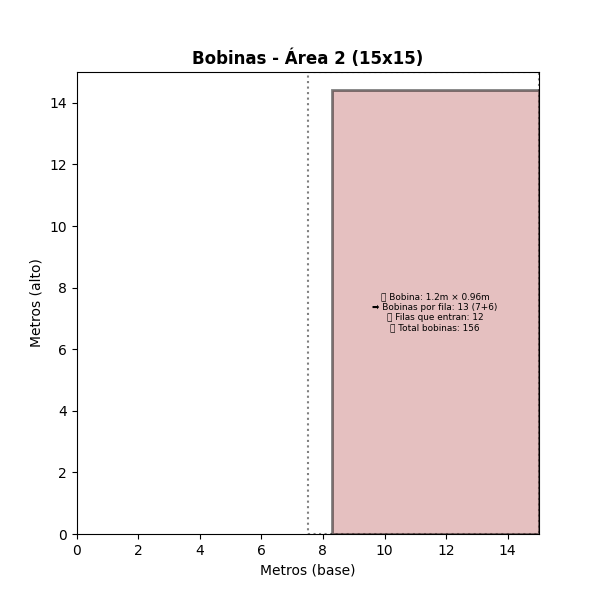 Bobinas - Área 2 (15x15)
14
12
10
8
6
4
2
0
Metros (alto)
Bobina: 1.2m × 0.96m
➡ Bobinas por fila: 13 (7+6)
Filas que entran: 12
Total bobinas: 156
0 2 4 6 8 10 12 14
Metros (base)